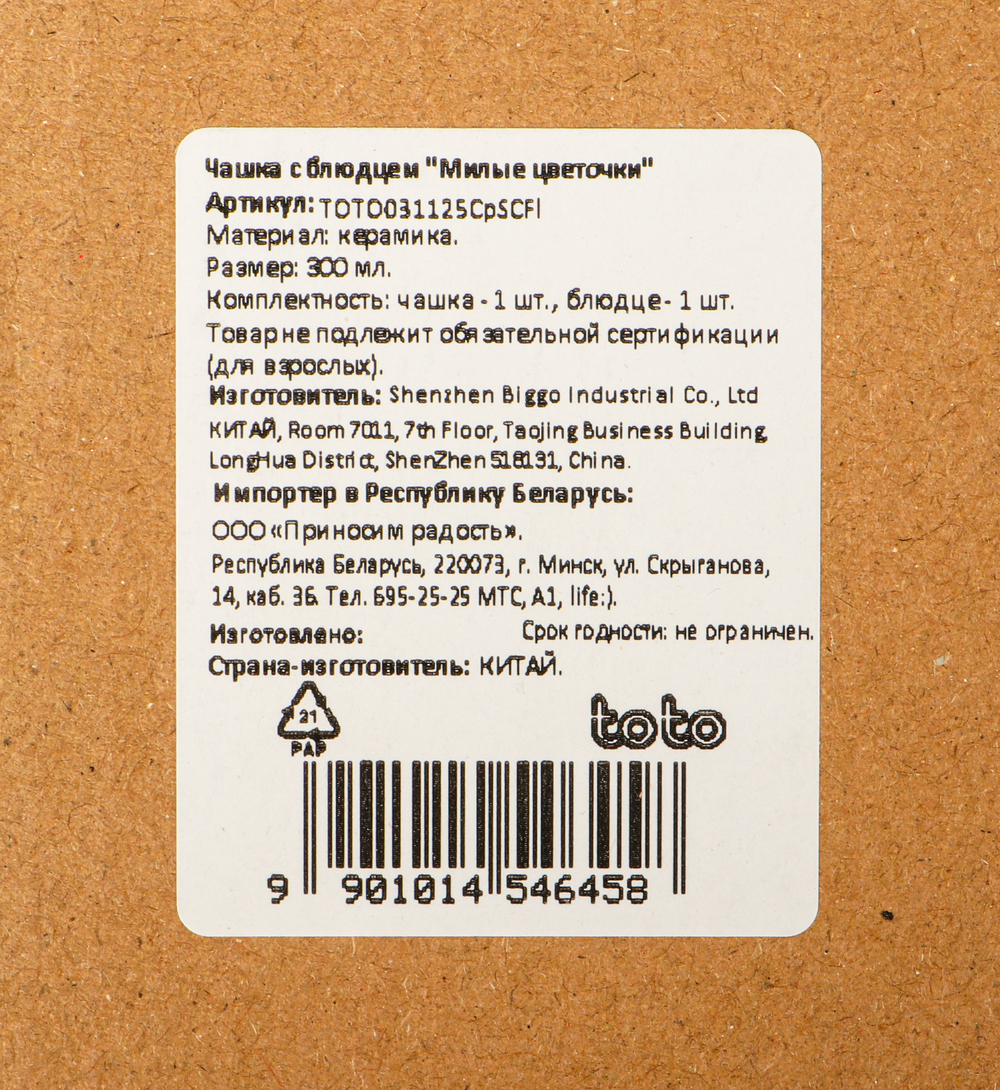 Чашка с блюдцем "Милые цветочки"
Артикул: TOTO031125CpSCFl
Материал: керамика.
Размер: 300 мл.
Комплектность: чашка - 1 шт., блюдце - 1 шт.
Товар не подлежит обязательной сертификации
(для взрослых).
Изготовитель: Shenzhen Biggo Industrial Co., Ltd
КИТАЙ, Room 7011, 7th Floor, Taojing Business Building,
LongHua District, ShenZhen 518131, China.
Импортер в Республику Беларусь:
ООО «Приносим радость».
Республика Беларусь, 220073, г. Минск, ул. Скрыганова,
14, каб. 36. Тел. 695-25-25 МТС, А1, life:).
Изготовлено: Срок годности: не ограничен.
Страна-изготовитель: КИТАЙ.
21
PAP
toto
9 901014 546458